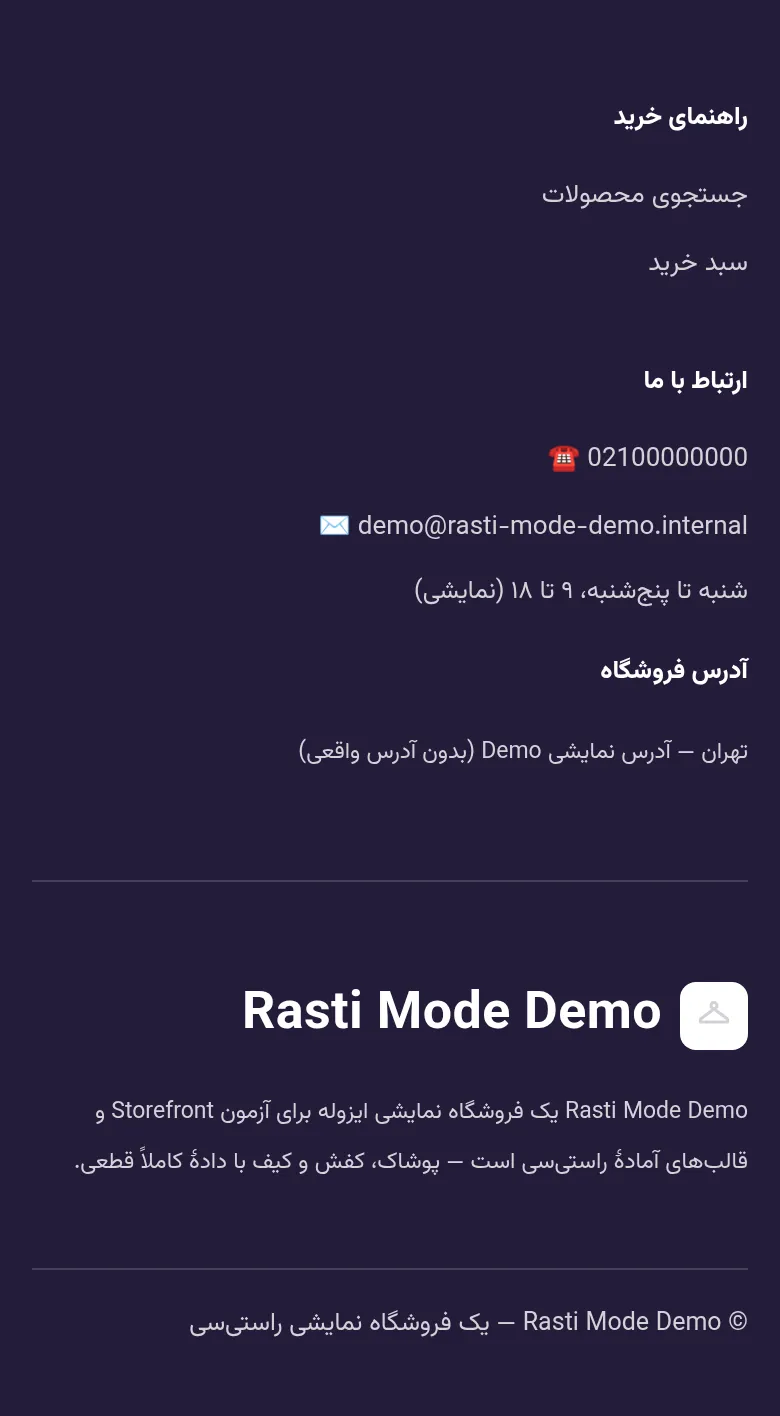 راهنمای خرید
جستجوی محصولات
سبد خرید
ارتباط با ما
02100000000 ☎️
demo@rasti-mode-demo.internal ✉️
شنبه تا پنج‌شنبه، ۹ تا ۱۸ (نمایشی)
آدرس فروشگاه
تهران — آدرس نمایشی Demo (بدون آدرس واقعی)
Rasti Mode Demo
Rasti Mode Demo یک فروشگاه نمایشی ایزوله برای آزمون Storefront و
قالب‌های آمادهٔ راستی‌سی است — پوشاک، کفش و کیف با دادهٔ کاملاً قطعی.
© Rasti Mode Demo — یک فروشگاه نمایشی راستی‌سی